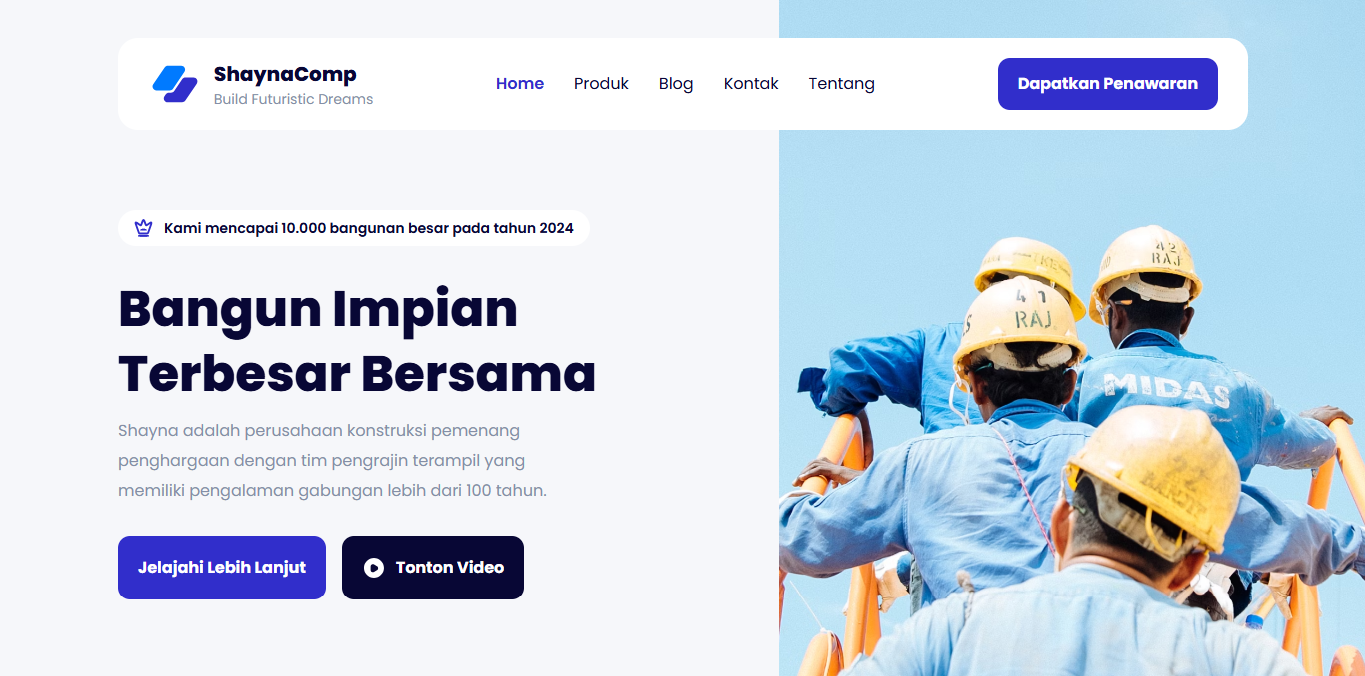 ShaynaComp
Build Futuristic Dreams
Home Produk Blog Kontak Tentang
Dapatkan Penawaran
Kami mencapai 10.000 bangunan besar pada tahun 2024
Bangun Impian
Terbesar Bersama
Shayna adalah perusahaan konstruksi pemenang
penghargaan dengan tim pengrajin terampil yang
memiliki pengalaman gabungan lebih dari 100 tahun.
Jelajahi Lebih Lanjut
Tonton Video
42
RAJ
41
RAJ
MIDAS